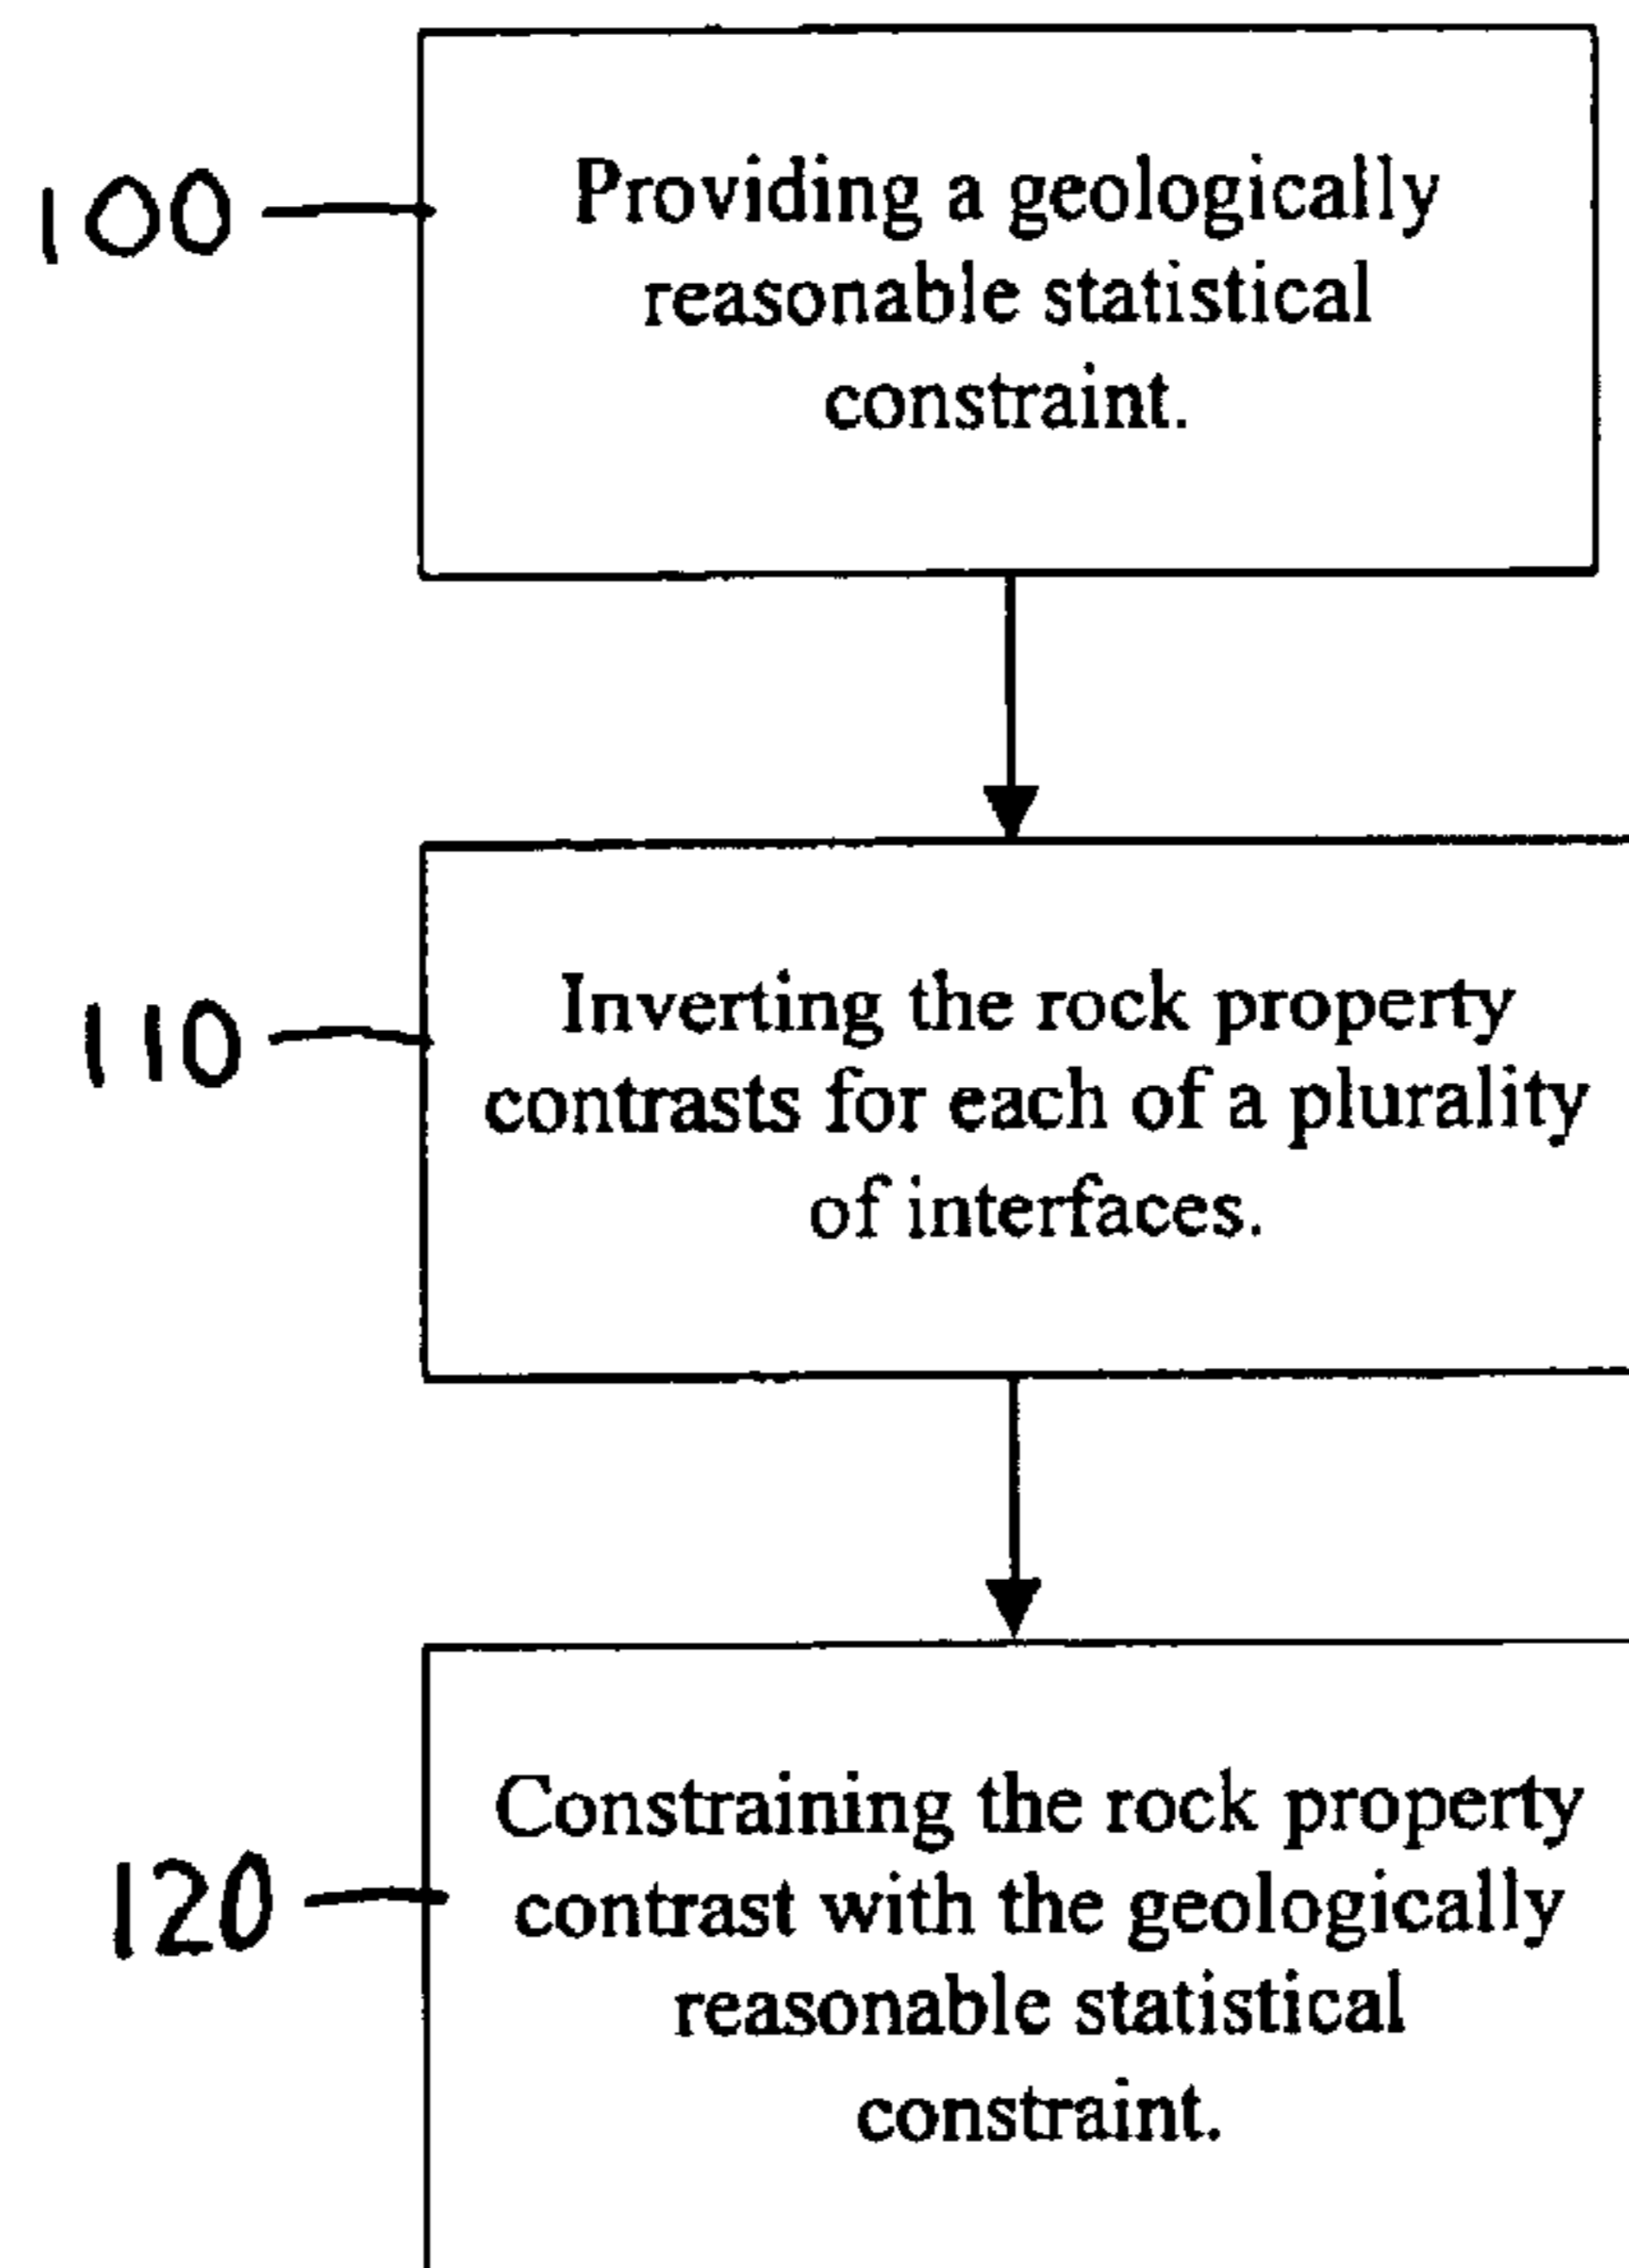 100
Providing a geologically
reasonable statistical
constraint.
110
Inverting the rock property
contrasts for each of a plurality
of interfaces.
120
Constraining the rock property
contrast with the geologically
reasonable statistical
constraint.